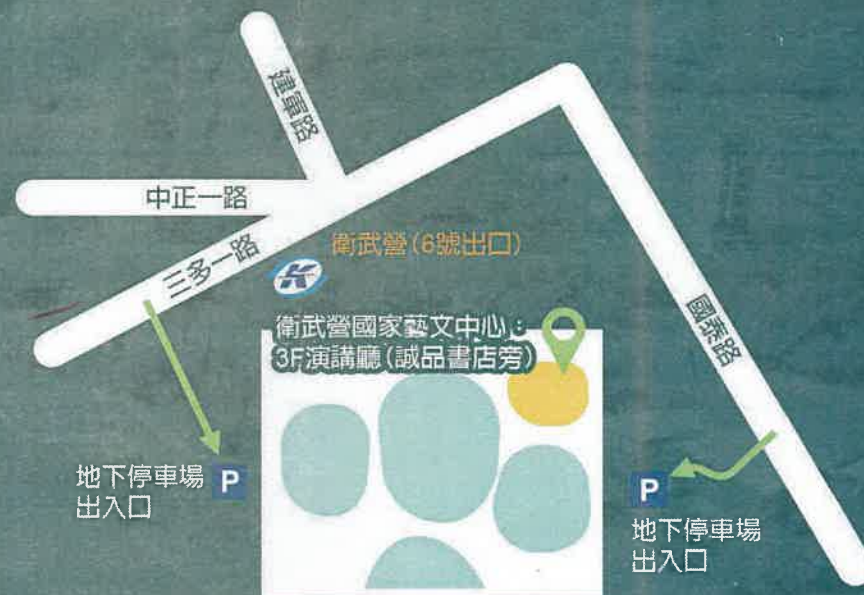 建軍路
中正一路
三多一路
衛武營(6號出口)
K
衛武營國家藝文中心:
3F演講廳(誠品書店旁)
國泰路
地下停車場
出入口
P
P
地下停車場
出入口